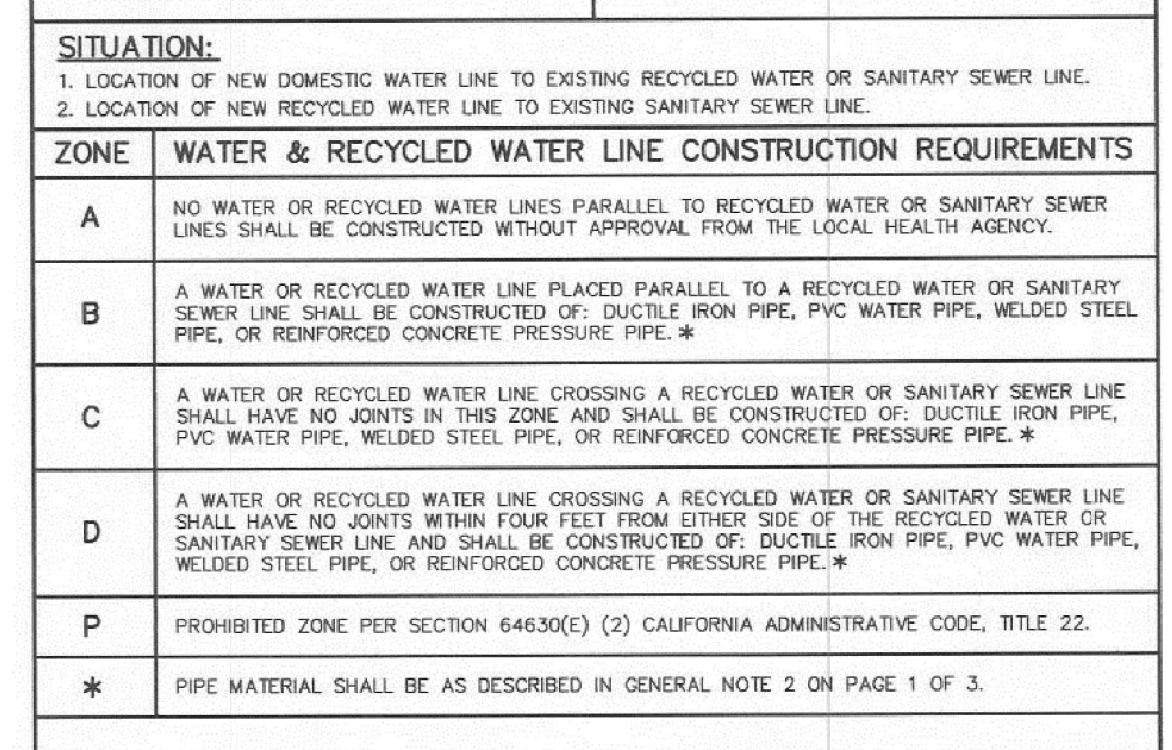 SITUATION:
1. LOCATION OF NEW DOMESTIC WATER LINE TO EXISTING RECYCLED WATER OR SANITARY SEWER LINE.
2. LOCATION OF NEW RECYCLED WATER LINE TO EXISTING SANITARY SEWER LINE.
ZONE WATER & RECYCLED WATER LINE CONSTRUCTION REQUIREMENTS
A
NO WATER OR RECYCLED WATER LINES PARALLEL TO RECYCLED WATER OR SANITARY SEWER
LINES SHALL BE CONSTRUCTED WITHOUT APPROVAL FROM THE LOCAL HEALTH AGENCY.
B
A WATER OR RECYCLED WATER LINE PLACED PARALLEL TO A RECYCLED WATER OR SANITARY
SEWER LINE SHALL BE CONSTRUCTED OF: DUCTILE IRON PIPE, PVC WATER PIPE, WELDED STEEL
PIPE, OR REINFORCED CONCRETE PRESSURE PIPE. *
C
A WATER OR RECYCLED WATER LINE CROSSING A RECYCLED WATER OR SANITARY SEWER LINE
SHALL HAVE NO JOINTS IN THIS ZONE AND SHALL BE CONSTRUCTED OF: DUCTILE IRON PIPE,
PVC WATER PIPE, WELDED STEEL PIPE, OR REINFORCED CONCRETE PRESSURE PIPE. *
D
A WATER OR RECYCLED WATER LINE CROSSING A RECYCLED WATER OR SANITARY SEWER LINE
SHALL HAVE NO JOINTS WITHIN FOUR FEET FROM EITHER SIDE OF THE RECYCLED WATER OR
SANITARY SEWER LINE AND SHALL BE CONSTRUCTED OF: DUCTILE IRON PIPE, PVC WATER PIPE,
WELDED STEEL PIPE, OR REINFORCED CONCRETE PRESSURE PIPE. *
P PROHIBITED ZONE PER SECTION 64630(E) (2) CALIFORNIA ADMINISTRATIVE CODE, TITLE 22.
* PIPE MATERIAL SHALL BE AS DESCRIBED IN GENERAL NOTE 2 ON PAGE 1 OF 3.